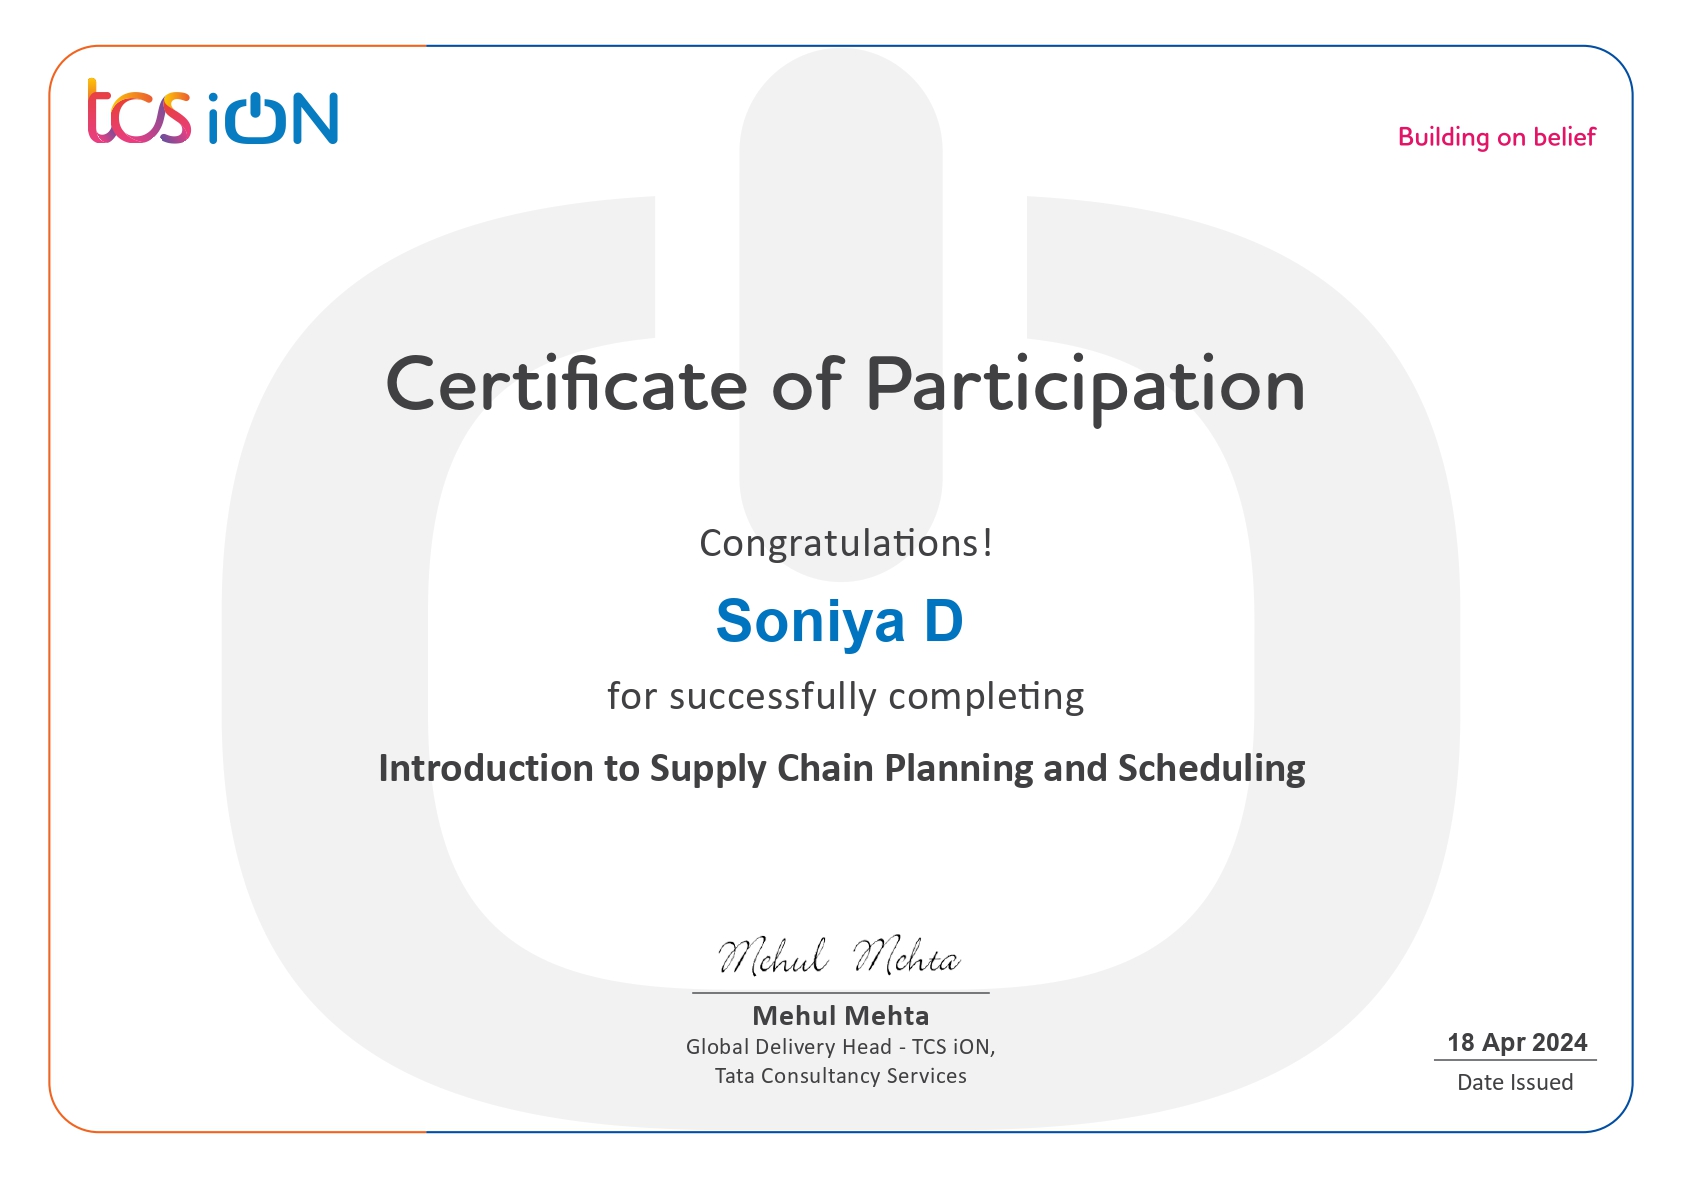 tcs iON
Building on belief
Certificate of Participation
Congratulations!
Soniya D
for successfully completing
Introduction to Supply Chain Planning and Scheduling
Mehul Mehta
Mehul Mehta
Global Delivery Head - TCS iON,
Tata Consultancy Services
18 Apr 2024
Date Issued